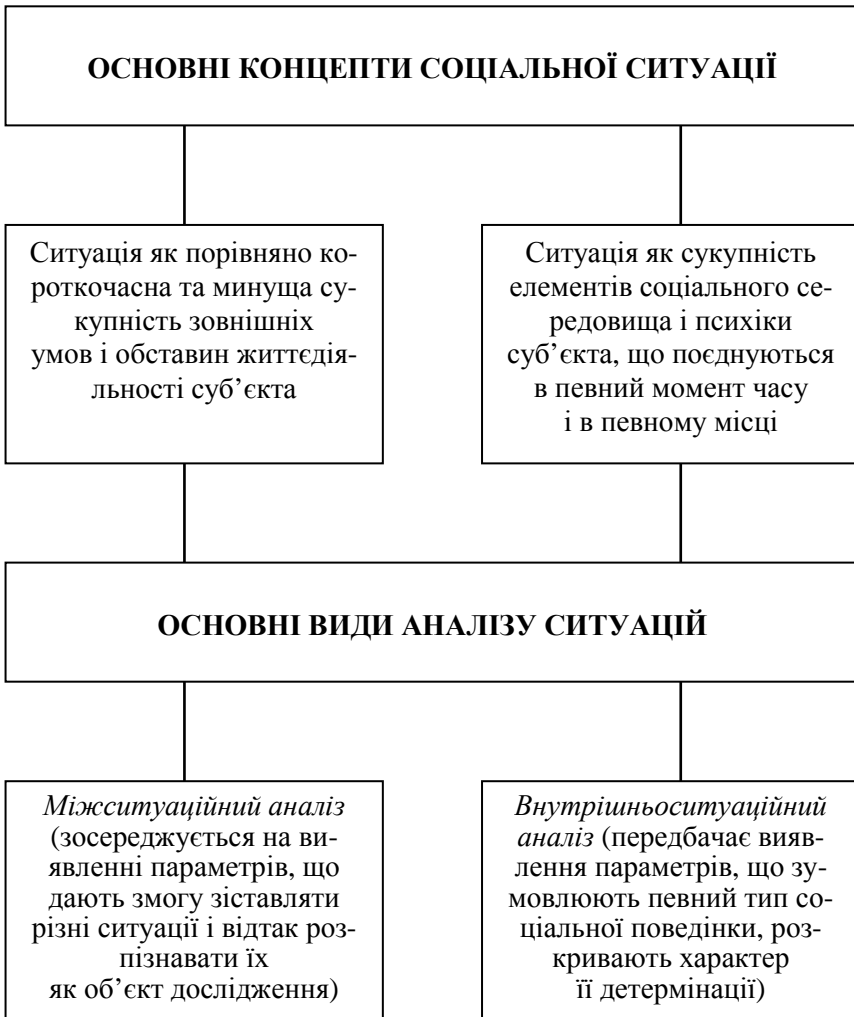 ОСНОВНІ КОНЦЕПТИ СОЦІАЛЬНОЇ СИТУАЦІЇ
Ситуація як порівняно ко-
роткочасна та минуща су-
купність зовнішніх
умов і обставин життєдія-
льності суб’єкта
Ситуація як сукупність
елементів соціального се-
редовища і психіки
суб’єкта, що поєднуються
в певний момент часу
і в певному місці
ОСНОВНІ ВИДИ АНАЛІЗУ СИТУАЦІЙ
Міжситуаційний аналіз
(зосереджується на ви-
явленні параметрів, що
дають змогу зіставляти
різні ситуації і відтак роз-
пізнавати їх
як об’єкт дослідження)
Внутрішньоситуаційний
аналіз (передбачає вияв-
лення параметрів, що зу-
мовлюють певний тип со-
ціальної поведінки, роз-
кривають характер
її детермінації)